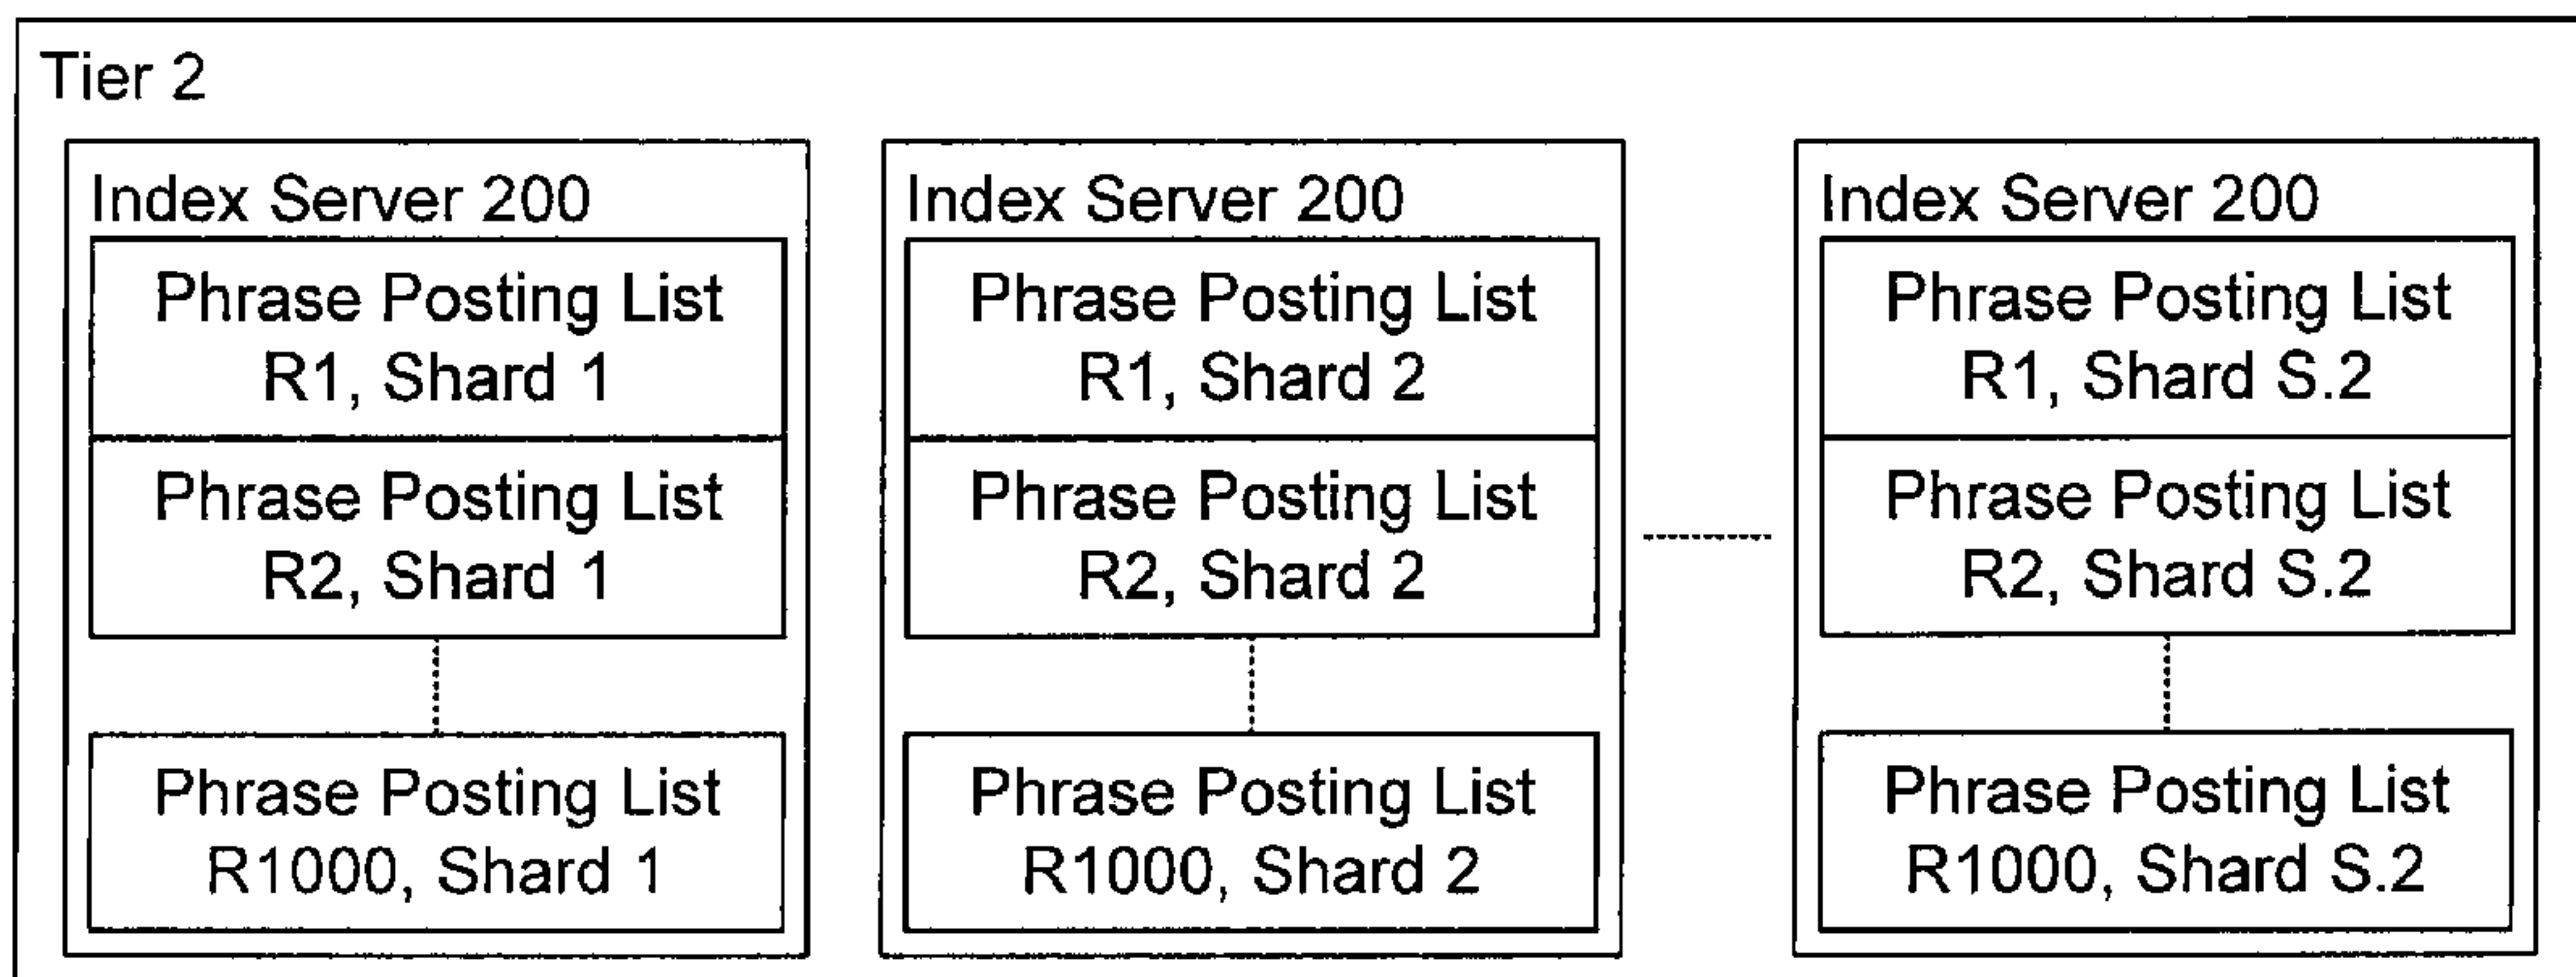 Tier 2
Index Server 200
Phrase Posting List
R1, Shard 1
Phrase Posting List
R2, Shard 1
Phrase Posting List
R1000, Shard 1
Index Server 200
Phrase Posting List
R1, Shard 2
Phrase Posting List
R2, Shard 2
Phrase Posting List
R1000, Shard 2
Index Server 200
Phrase Posting List
R1, Shard S.2
Phrase Posting List
R2, Shard S.2
Phrase Posting List
R1000, Shard S.2